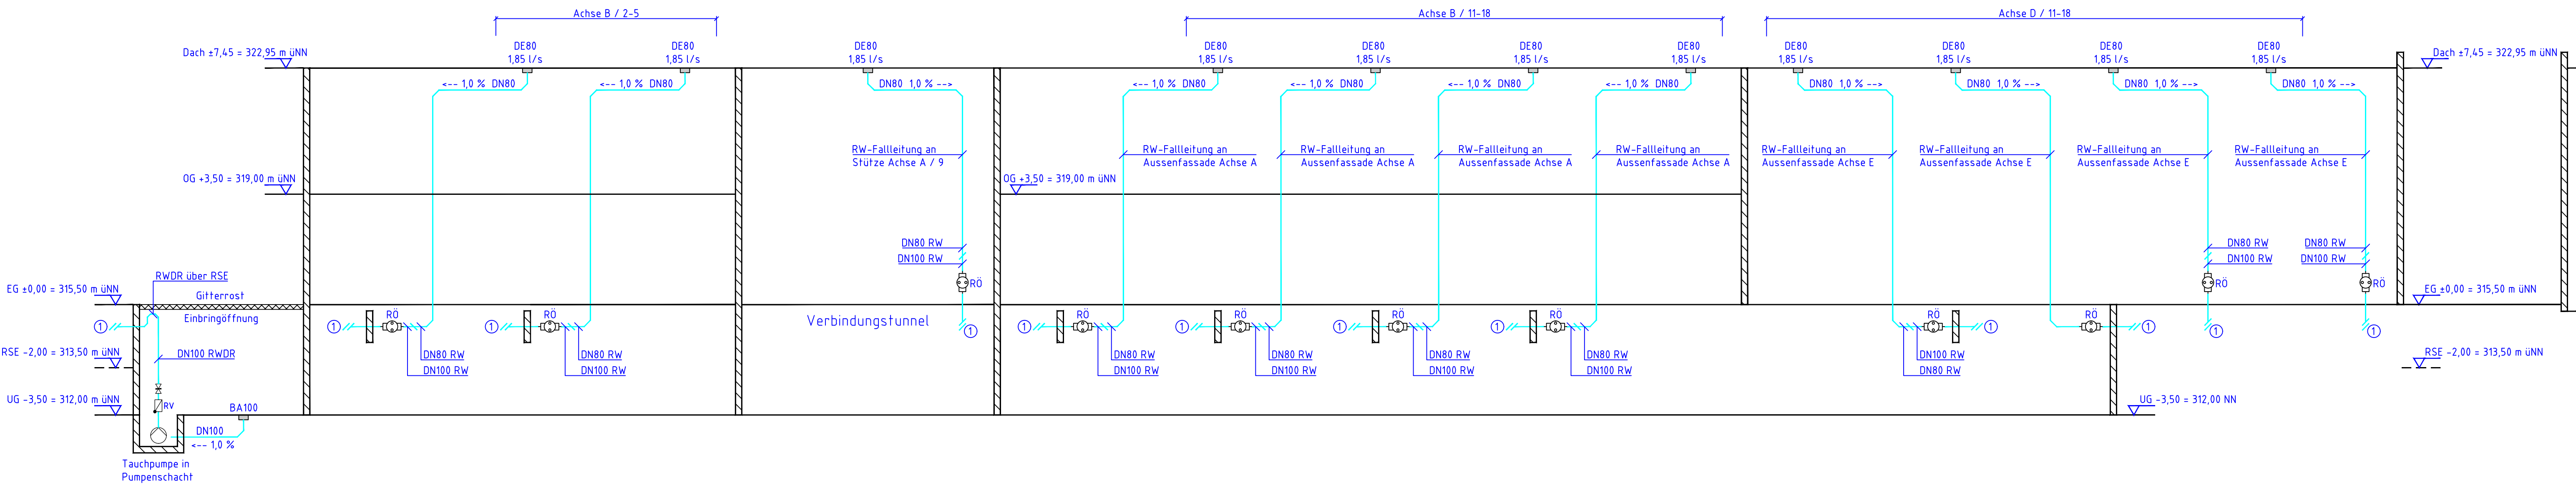 Achse B / 2-5
Achse B / 11-18
Achse D / 11-18
Dach ±7,45 = 322,95 m üNN
DE80
1,85 l/s
DE80
1,85 l/s
DE80
1,85 l/s
DE80
1,85 l/s
DE80
1,85 l/s
DE80
1,85 l/s
DE80
1,85 l/s
DE80
1,85 l/s
DE80
1,85 l/s
DE80
1,85 l/s
DE80
1,85 l/s
Dach ±7,45 = 322,95 m üNN
<-- 1,0 % DN80
<-- 1,0 % DN80
DN80 1,0 % -->
<-- 1,0 % DN80
<-- 1,0 % DN80
<-- 1,0 % DN80
<-- 1,0 % DN80
DN80 1,0 % -->
DN80 1,0 % -->
DN80 1,0 % -->
DN80 1,0 % -->
RW-Fallleitung an
Stütze Achse A / 9
RW-Fallleitung an
Aussenfassade Achse A
RW-Fallleitung an
Aussenfassade Achse A
RW-Fallleitung an
Aussenfassade Achse A
RW-Fallleitung an
Aussenfassade Achse A
RW-Fallleitung an
Aussenfassade Achse E
RW-Fallleitung an
Aussenfassade Achse E
RW-Fallleitung an
Aussenfassade Achse E
RW-Fallleitung an
Aussenfassade Achse E
OG +3,50 = 319,00 m üNN
OG +3,50 = 319,00 m üNN
DN80 RW
DN100 RW
RÖ
DN80 RW
DN100 RW
RÖ
DN80 RW
DN100 RW
RÖ
RWDR über RSE
EG ±0,00 = 315,50 m üNN
Gitterrost
Einbringöffnung
EG ±0,00 = 315,50 m üNN
1
1
RÖ
1
RÖ
Verbindungstunnel
1
1
RÖ
1
RÖ
1
RÖ
1
RÖ
RÖ
1
RÖ
1
1
1
RSE -2,00 = 313,50 m üNN
DN100 RWDR
DN80 RW
DN100 RW
DN80 RW
DN100 RW
DN80 RW
DN100 RW
DN80 RW
DN100 RW
DN80 RW
DN100 RW
DN80 RW
DN100 RW
DN100 RW
DN80 RW
RSE -2,00 = 313,50 m üNN
UG -3,50 = 312,00 m üNN
RV
BA100
UG -3,50 = 312,00 NN
DN100
<-- 1,0 %
Tauchpumpe in
Pumpenschacht